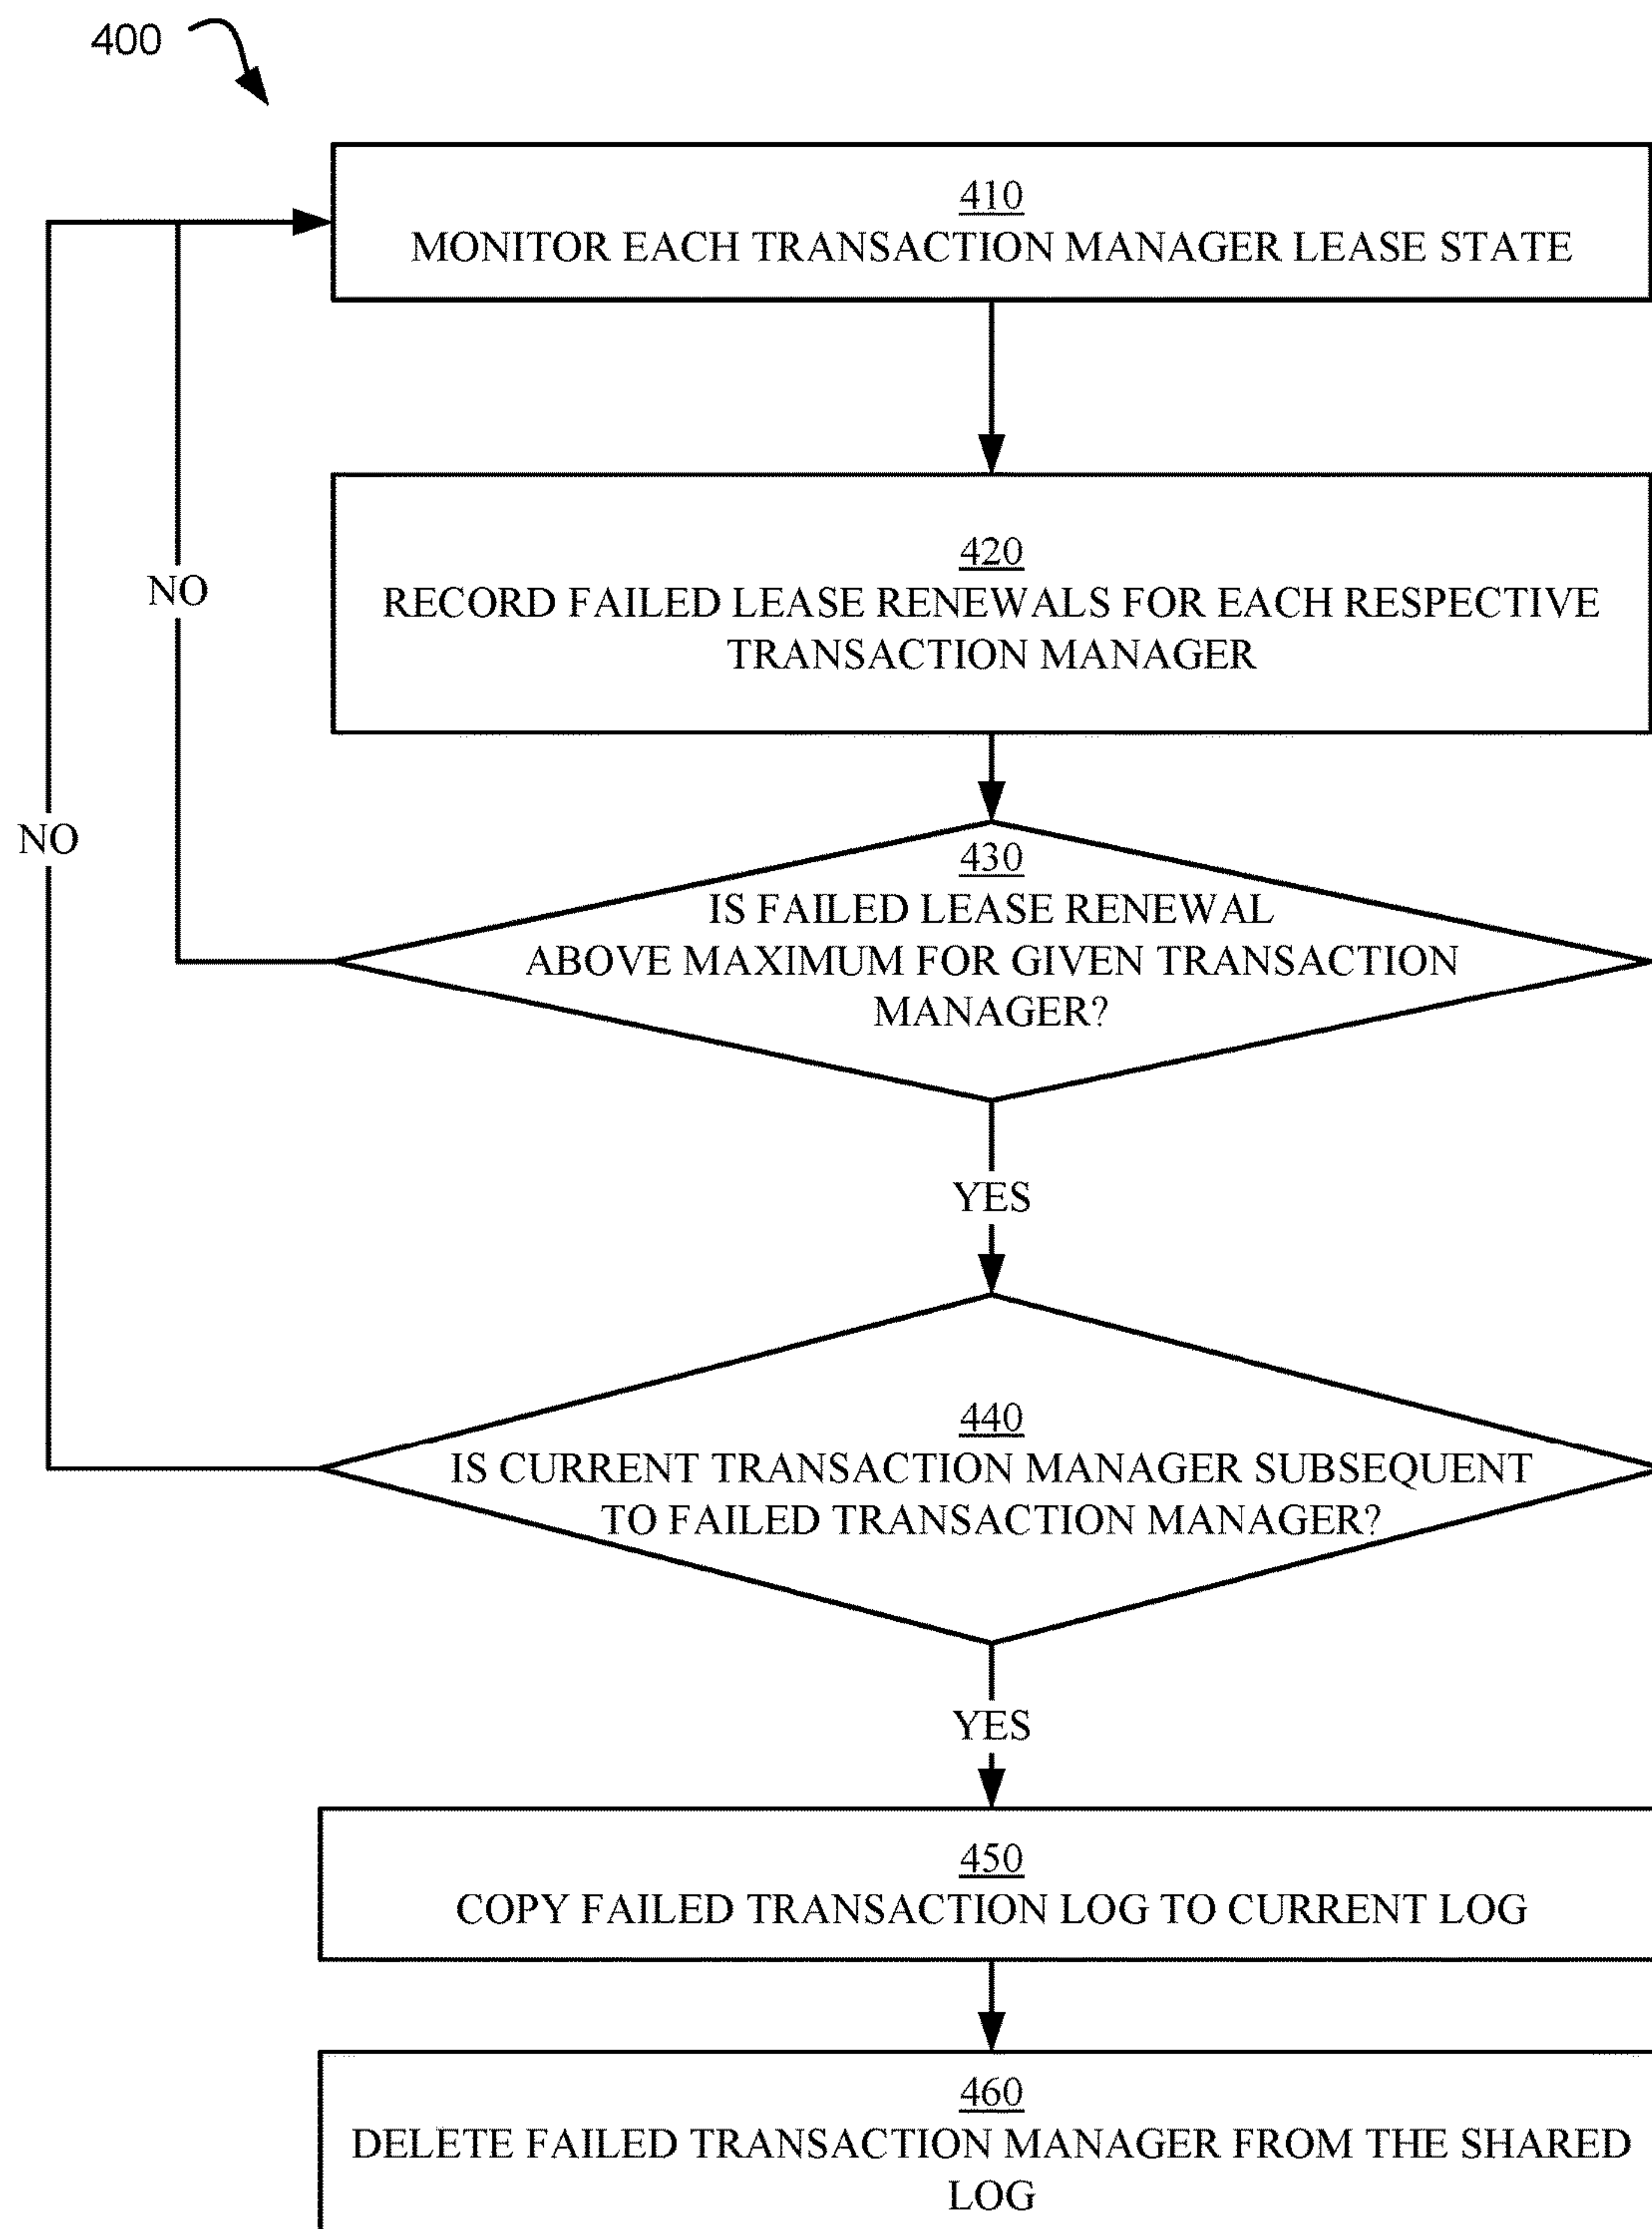 400
410
MONITOR EACH TRANSACTION MANAGER LEASE STATE
420
RECORD FAILED LEASE RENEWALS FOR EACH RESPECTIVE
TRANSACTION MANAGER
NO
NO
430
IS FAILED LEASE RENEWAL
ABOVE MAXIMUM FOR GIVEN TRANSACTION
MANAGER?
YES
440
IS CURRENT TRANSACTION MANAGER SUBSEQUENT
TO FAILED TRANSACTION MANAGER?
YES
450
COPY FAILED TRANSACTION LOG TO CURRENT LOG
460
DELETE FAILED TRANSACTION MANAGER FROM THE SHARED
LOG